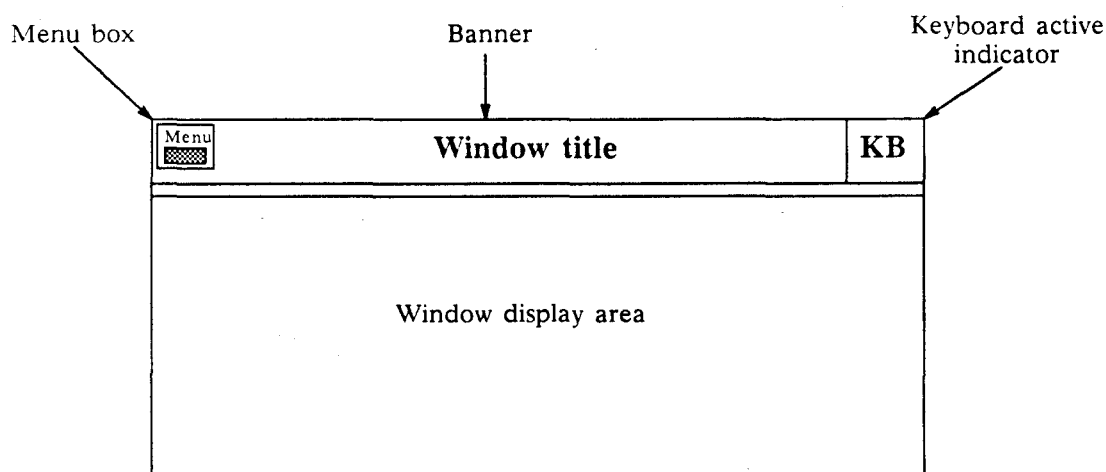 Menu box
Banner
Keyboard active
indicator
Menu
Window title
KB
Window display area